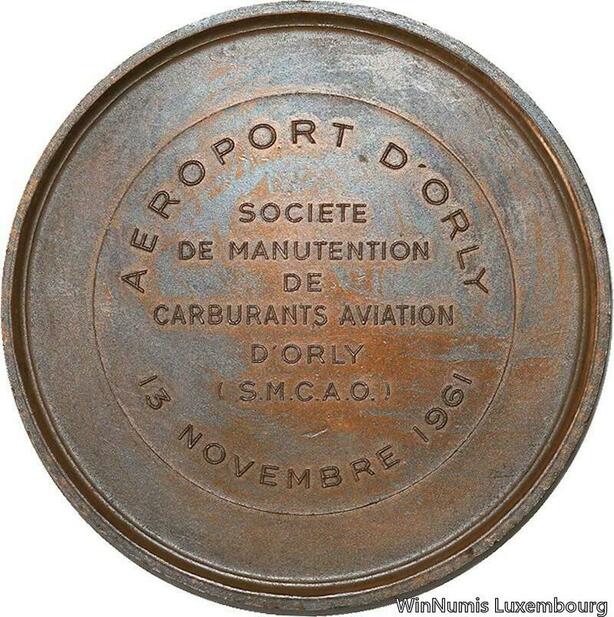 AEROPORT D'ORLY
SOCIETE
DE MANUTENTION
DE
CARBURANTS AVIATION
D'ORLY
( S.M.C.A.O. )
13 NOVEMBRE 1961
WinNumis Luxembourg